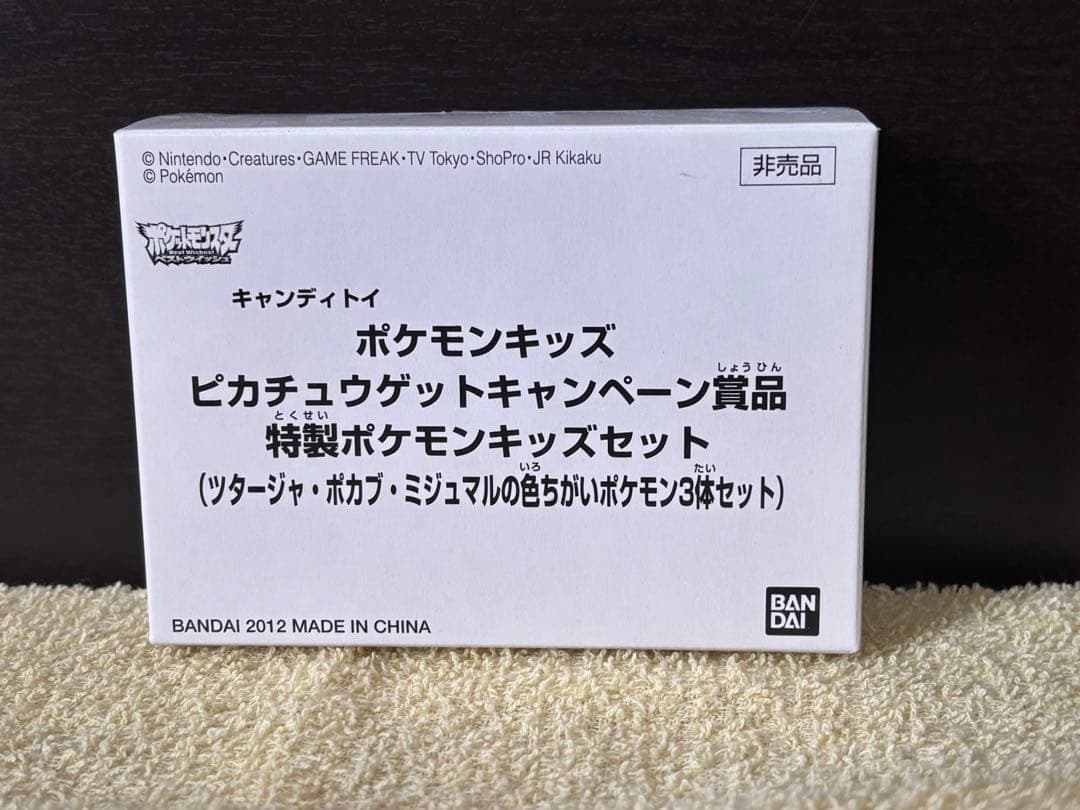 © Nintendo・Creatures・GAME FREAK・TV Tokyo・ShoPro・JR Kikaku
© Pokémon
非売品
ポケットモンスター
Best Wishes!
ベストウイッシュ
キャンディトイ
ポケモンキッズ
しょうひん
ピカチュウゲットキャンペーン賞品
とくせい
特製ポケモンキッズセット
いろ たい
(ツタージャ・ポカブ・ミジュマルの色ちがいポケモン3体セット)
BANDAI 2012 MADE IN CHINA
BAN
DAI